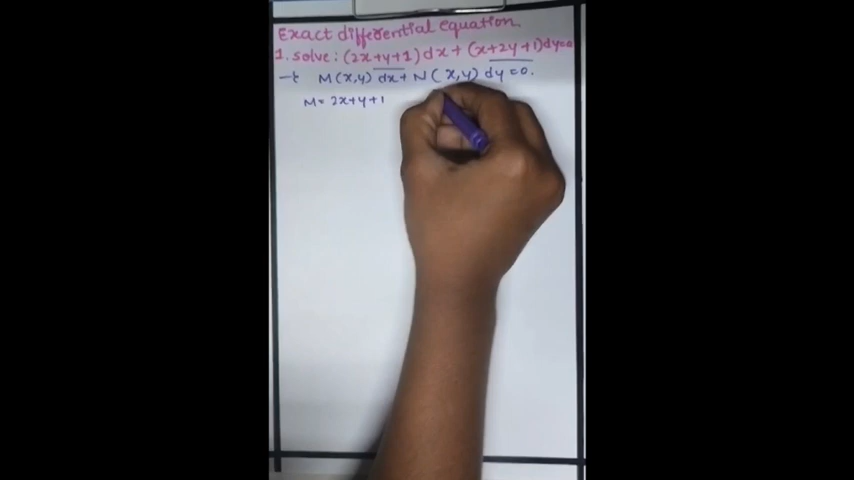 Exact differential equation.
1. solve: (2x+y+1)dx+(x+2y+1)dy=0
→ M(x,y) dx+N(x,y) dy=0.
M= 2x+y+1